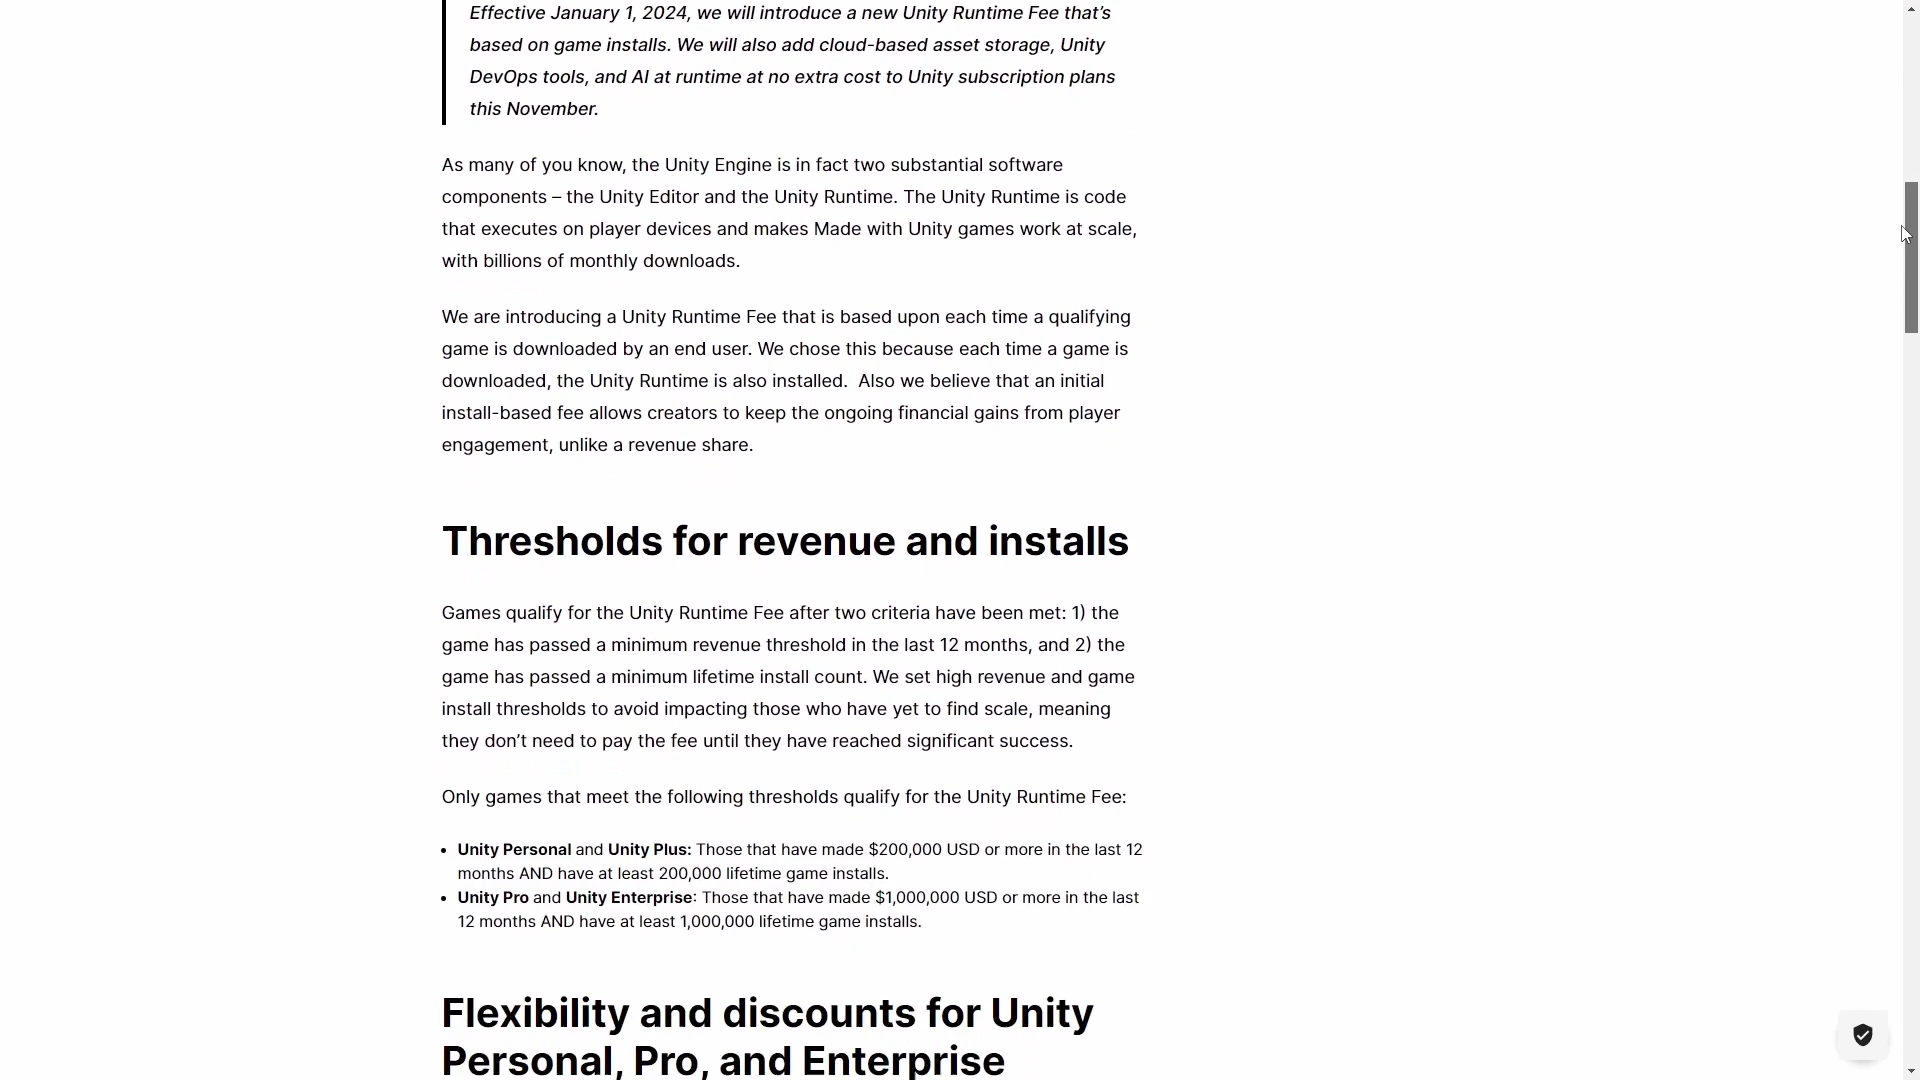 Effective January 1, 2024, we will introduce a new Unity Runtime Fee that’s
based on game installs. We will also add cloud-based asset storage, Unity
DevOps tools, and AI at runtime at no extra cost to Unity subscription plans
this November.
As many of you know, the Unity Engine is in fact two substantial software
components – the Unity Editor and the Unity Runtime. The Unity Runtime is code
that executes on player devices and makes Made with Unity games work at scale,
with billions of monthly downloads.
We are introducing a Unity Runtime Fee that is based upon each time a qualifying
game is downloaded by an end user. We chose this because each time a game is
downloaded, the Unity Runtime is also installed.  Also we believe that an initial
install-based fee allows creators to keep the ongoing financial gains from player
engagement, unlike a revenue share.
Thresholds for revenue and installs
Games qualify for the Unity Runtime Fee after two criteria have been met: 1) the
game has passed a minimum revenue threshold in the last 12 months, and 2) the
game has passed a minimum lifetime install count. We set high revenue and game
install thresholds to avoid impacting those who have yet to find scale, meaning
they don’t need to pay the fee until they have reached significant success.
Only games that meet the following thresholds qualify for the Unity Runtime Fee:
• Unity Personal and Unity Plus: Those that have made $200,000 USD or more in the last 12
months AND have at least 200,000 lifetime game installs.
• Unity Pro and Unity Enterprise: Those that have made $1,000,000 USD or more in the last
12 months AND have at least 1,000,000 lifetime game installs.
Flexibility and discounts for Unity
Personal, Pro, and Enterprise